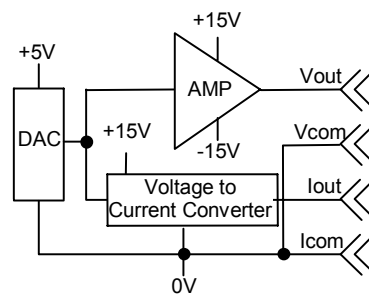 +15V
+5V
Vout
AMP
Vcom
DAC
+15V
-15V
Voltage to
Current Converter
Iout
Icom
0V